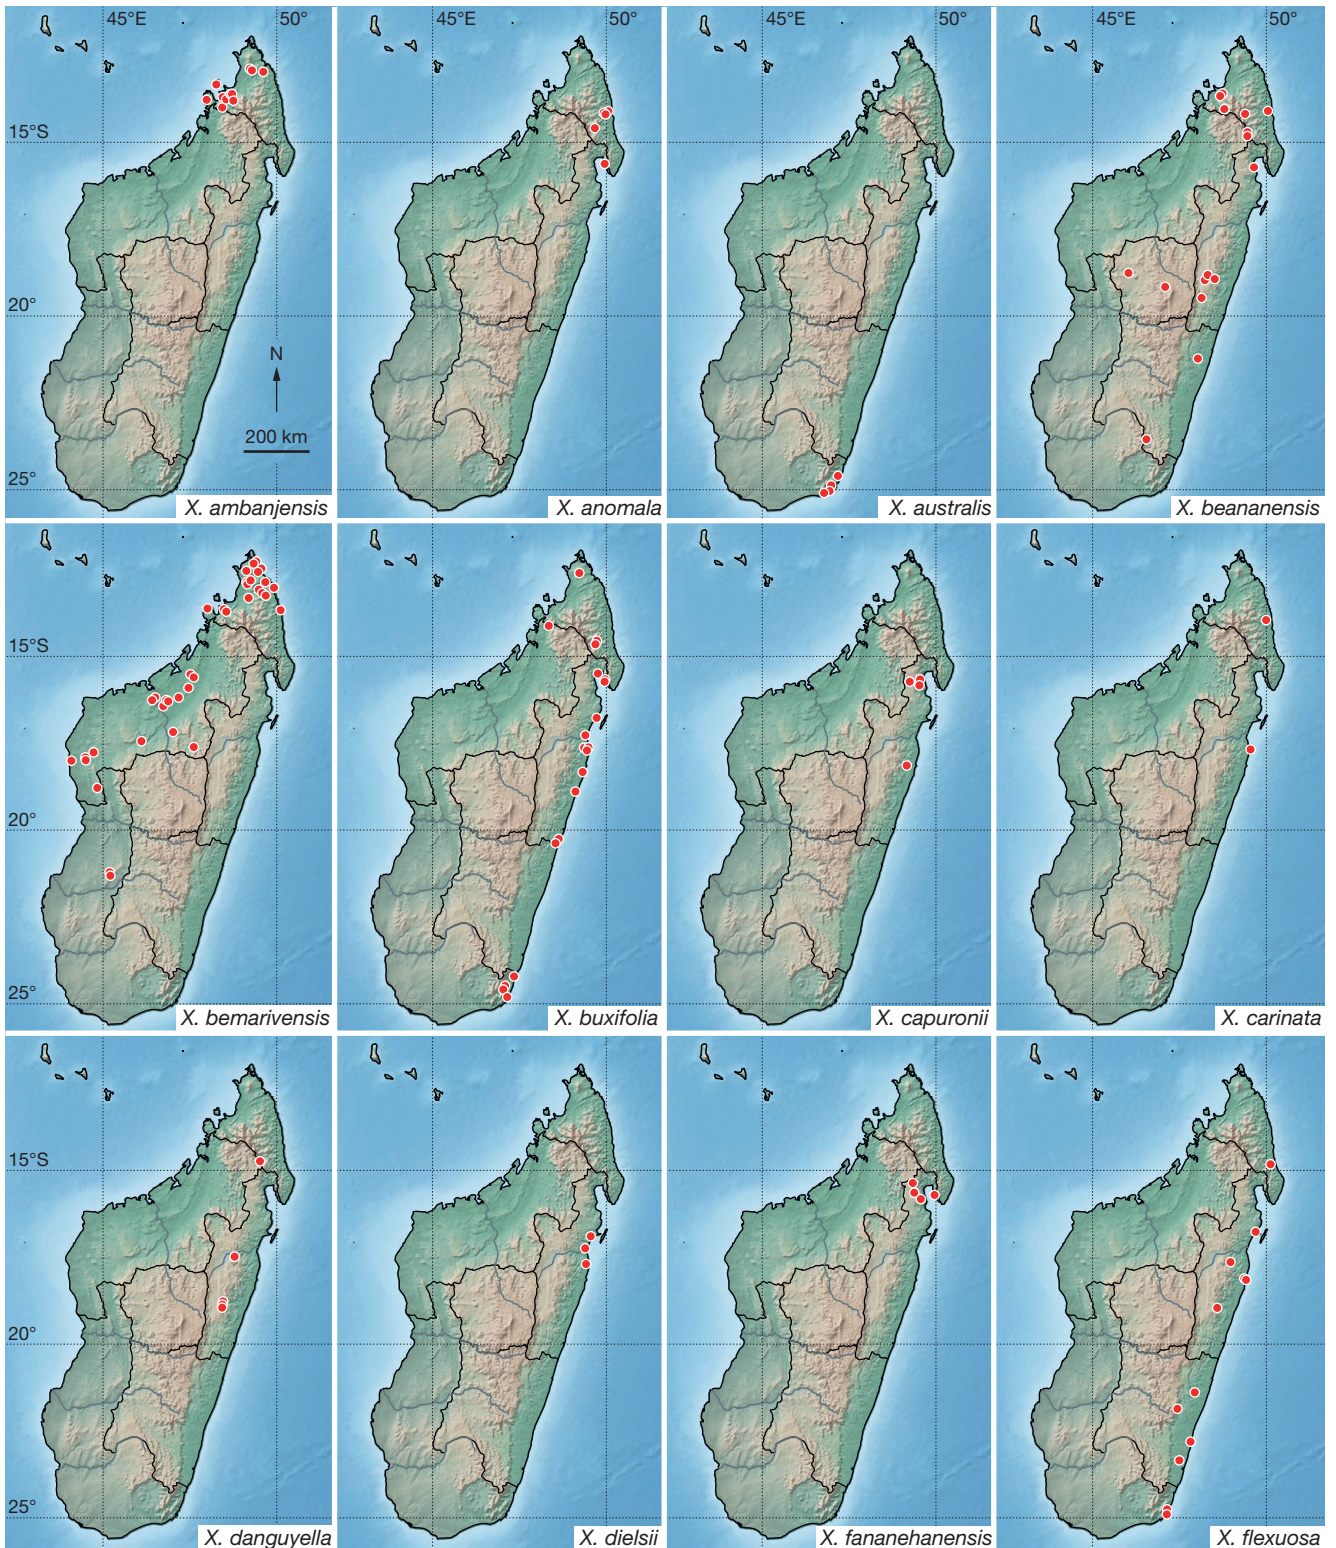 45°E 50° 45°E 50° 45°E 50° 45°E 50°
15°S
20°
N
200 km
25°
X. ambanjensis X. anomala X. australis X. beananensis
15°S
20°
25°
X. bemarivensis X. buxifolia X. capuronii X. carinata
15°S
20°
25°
X. danguyella X. dielsii X. fananehanensis X. flexuosa